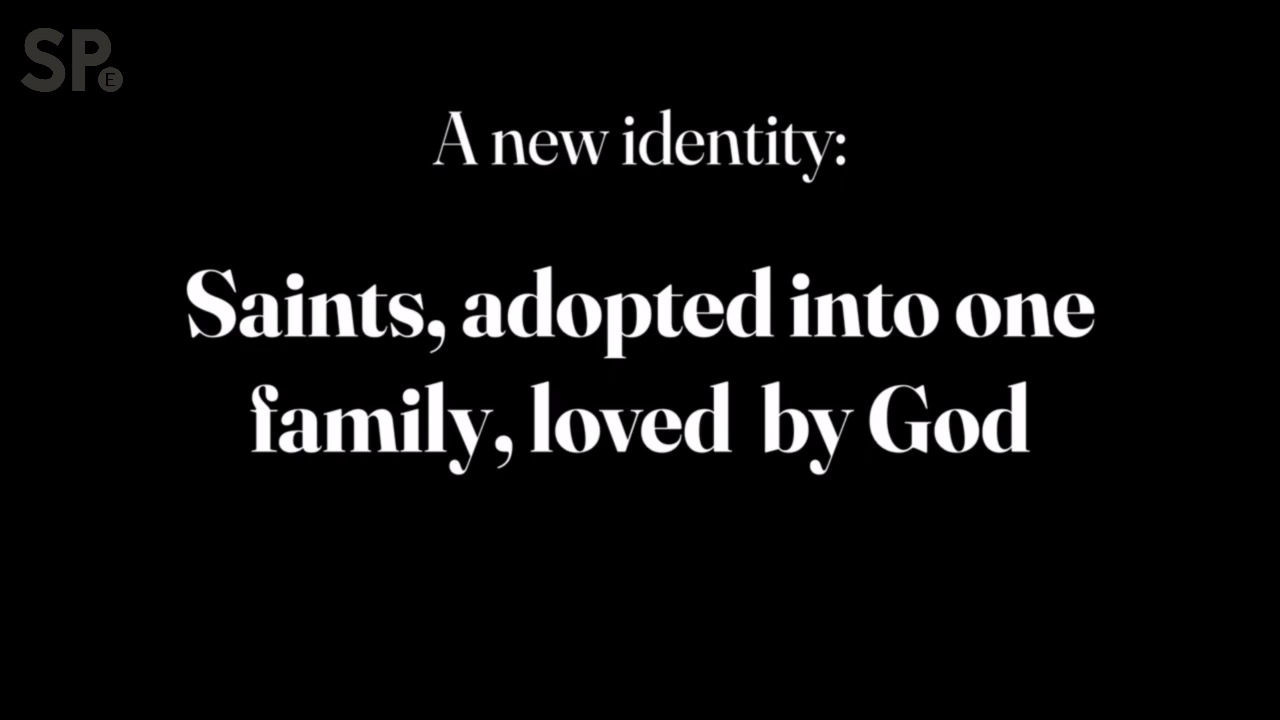 SP.
E
A new identity:
Saints, adopted into one
family, loved by God